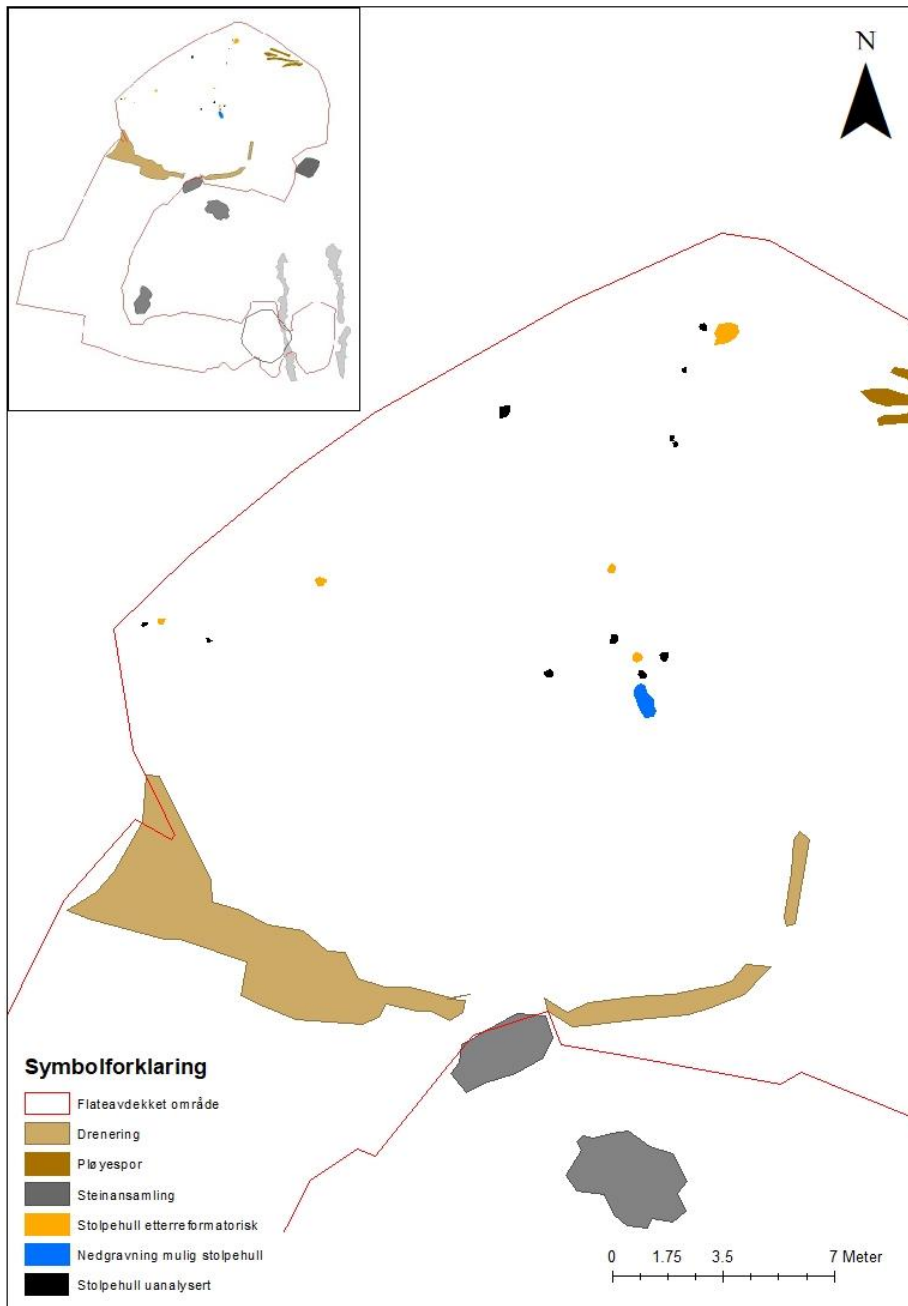 N
Symbolforklaring
Flateavdekket område
Drenering
Pløyespor
Steinansamling
Stolpehull etterreformatorisk
Nedgravning mulig stolpehull
Stolpehull uanalysert
0 1.75 3.5 7 Meter